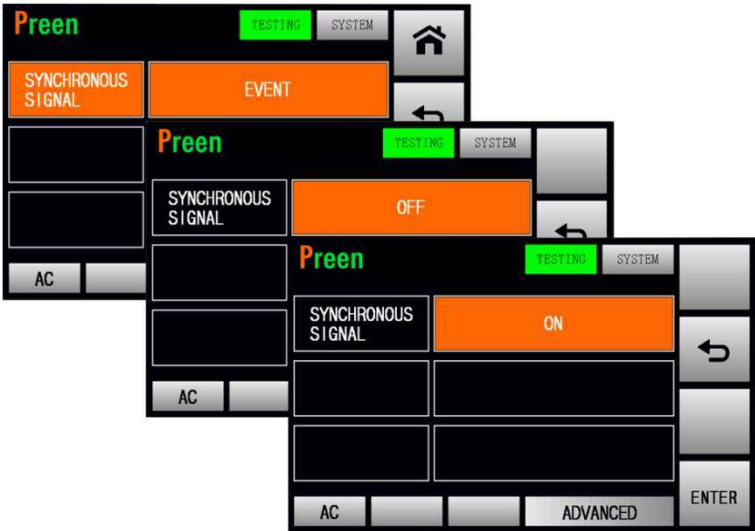 Preen TESTING SYSTEM
SYNCHRONOUS EVENT
SIGNAL
AC
Preen TESTING SYSTEM
SYNCHRONOUS OFF
SIGNAL
AC
Preen TESTING SYSTEM
SYNCHRONOUS ON
SIGNAL
AC ADVANCED ENTER